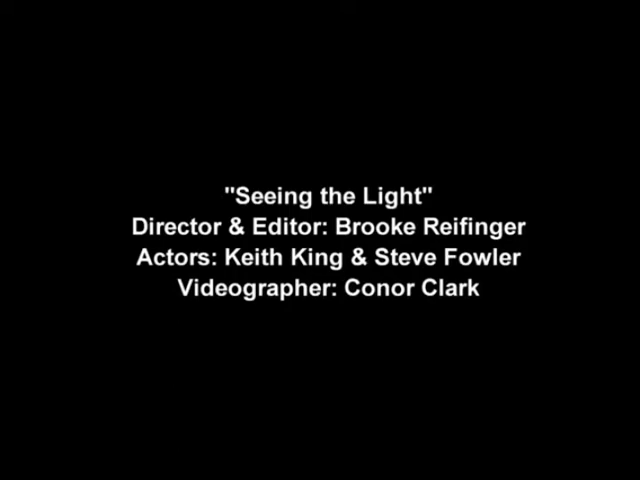 "Seeing the Light"
Director & Editor: Brooke Reifinger
Actors: Keith King & Steve Fowler
Videographer: Conor Clark